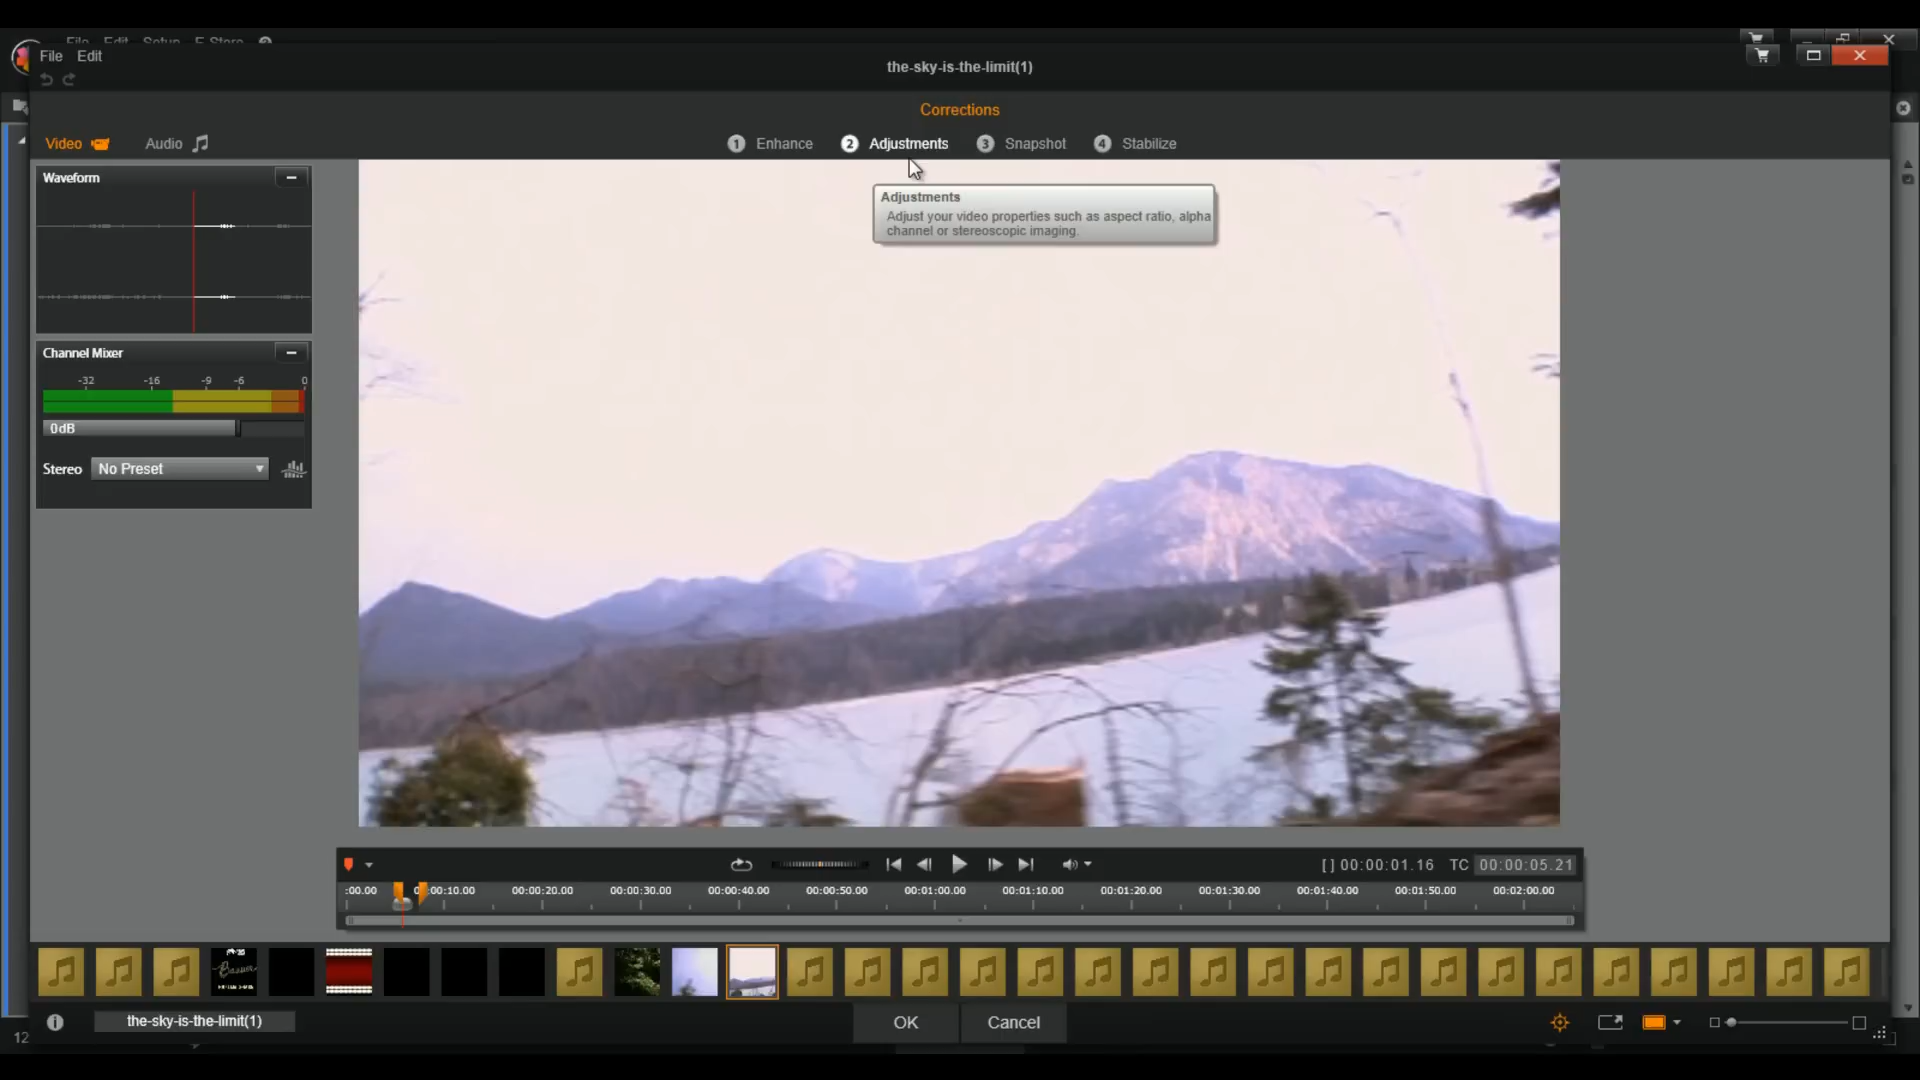 File Edit Setup E-Store
File Edit
the-sky-is-the-limit(1)
Corrections
Video Audio 1 Enhance 2 Adjustments 3 Snapshot 4 Stabilize
Waveform
Adjustments
Adjust your video properties such as aspect ratio, alpha
channel or stereoscopic imaging.
Channel Mixer
-32 -16 -9 -6 0
0dB
Stereo No Preset
[ ] 00:00:01.16 TC 00:00:05.21
:00.00 00:00:10.00 00:00:20.00 00:00:30.00 00:00:40.00 00:00:50.00 00:01:00.00 00:01:10.00 00:01:20.00 00:01:30.00 00:01:40.00 00:01:50.00 00:02:00.00
the-sky-is-the-limit(1) OK Cancel
12